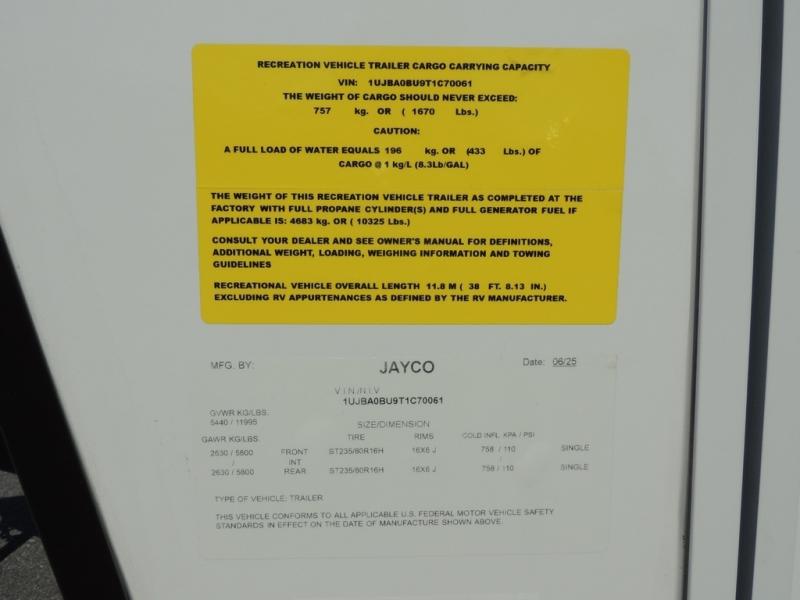 RECREATION VEHICLE TRAILER CARGO CARRYING CAPACITY
VIN: 1UJBA0BU9T1C70061
THE WEIGHT OF CARGO SHOULD NEVER EXCEED:
757 kg. OR ( 1670 Lbs.)
CAUTION:
A FULL LOAD OF WATER EQUALS 196 kg. OR (433 Lbs.) OF
CARGO @ 1 kg/L (8.3Lb/GAL)
THE WEIGHT OF THIS RECREATION VEHICLE TRAILER AS COMPLETED AT THE
FACTORY WITH FULL PROPANE CYLINDER(S) AND FULL GENERATOR FUEL IF
APPLICABLE IS: 4683 kg. OR ( 10325 Lbs.)
CONSULT YOUR DEALER AND SEE OWNER'S MANUAL FOR DEFINITIONS,
ADDITIONAL WEIGHT, LOADING, WEIGHING INFORMATION AND TOWING
GUIDELINES
RECREATIONAL VEHICLE OVERALL LENGTH 11.8 M ( 38 FT. 8.13 IN.)
EXCLUDING RV APPURTENANCES AS DEFINED BY THE RV MANUFACTURER.
MFG. BY: JAYCO Date: 06/25
V I N /N I V
1UJBA0BU9T1C70061
GVWR KG/LBS.
5440 / 11995
SIZE/DIMENSION
GAWR KG/LBS. TIRE RIMS COLD INFL. KPA / PSI
2630 / 5800 FRONT ST235/80R16H 16X6 J 758 / 110 SINGLE
/ INT /
2630 / 5800 REAR ST235/80R16H 16X6 J 758 / 110 SINGLE
TYPE OF VEHICLE: TRAILER
THIS VEHICLE CONFORMS TO ALL APPLICABLE U.S. FEDERAL MOTOR VEHICLE SAFETY
STANDARDS IN EFFECT ON THE DATE OF MANUFACTURE SHOWN ABOVE.